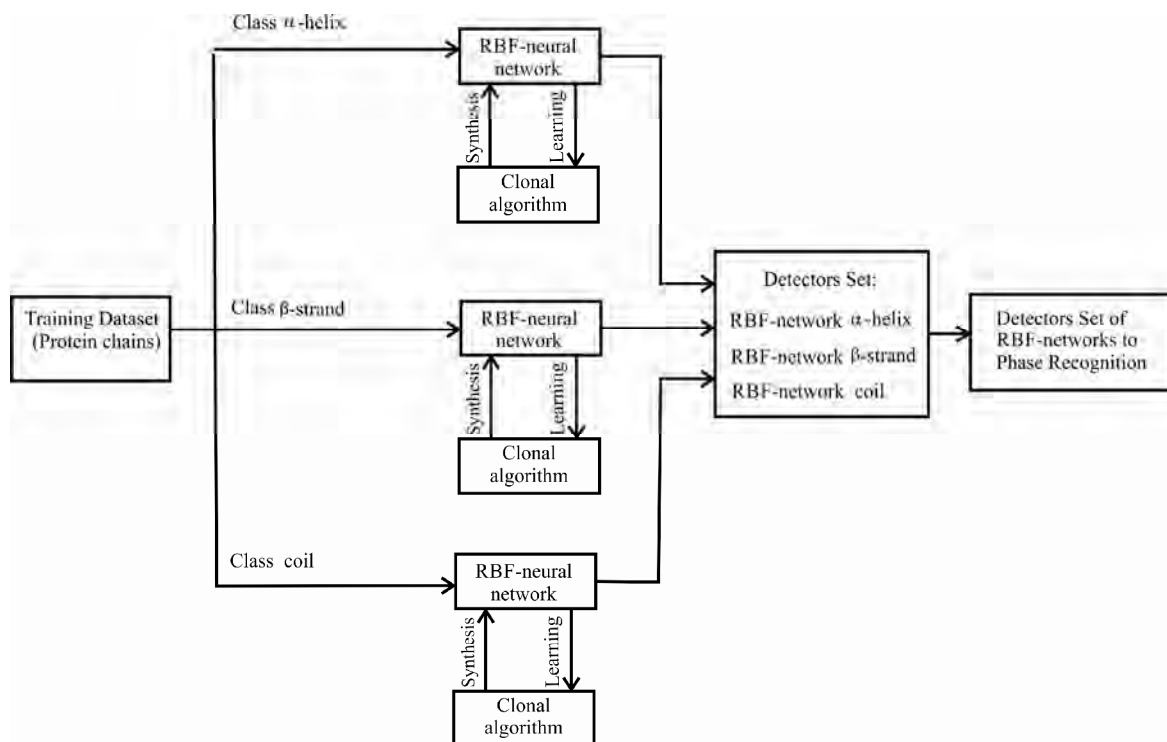 Class α-helix
RBF-neural
network
Synthesis
Learning
Clonal
algorithm
Training Dataset
(Protein chains)
Class β-strand
RBF-neural
network
Synthesis
Learning
Clonal
algorithm
Class coil
RBF-neural
network
Synthesis
Learning
Clonal
algorithm
Detectors Set:
RBF-network α-helix
RBF-network β-strand
RBF-network coil
Detectors Set of
RBF-networks to
Phase Recognition